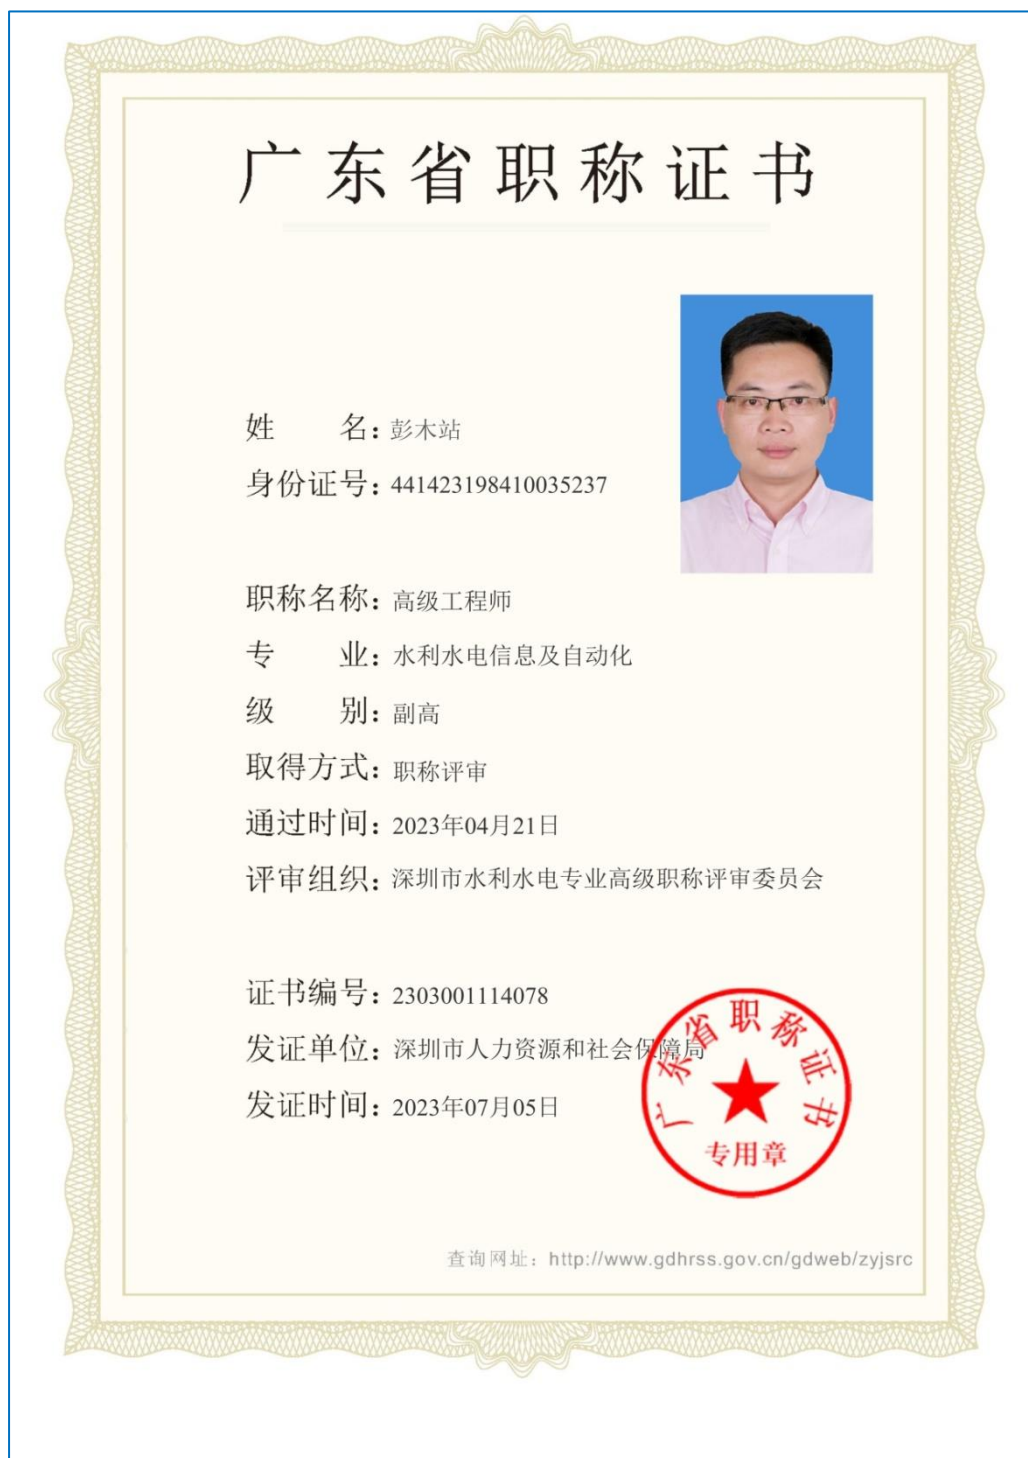 广东省职称证书
姓 名：彭木站
身份证号：441423198410035237
职称名称：高级工程师
专 业：水利水电信息及自动化
级 别：副高
取得方式：职称评审
通过时间：2023年04月21日
评审组织：深圳市水利水电专业高级职称评审委员会
证书编号：2303001114078
发证单位：深圳市人力资源和社会保障局
发证时间：2023年07月05日
广东省职称证书
专用章
查询网址：http://www.gdhrss.gov.cn/gdweb/zyjsrc